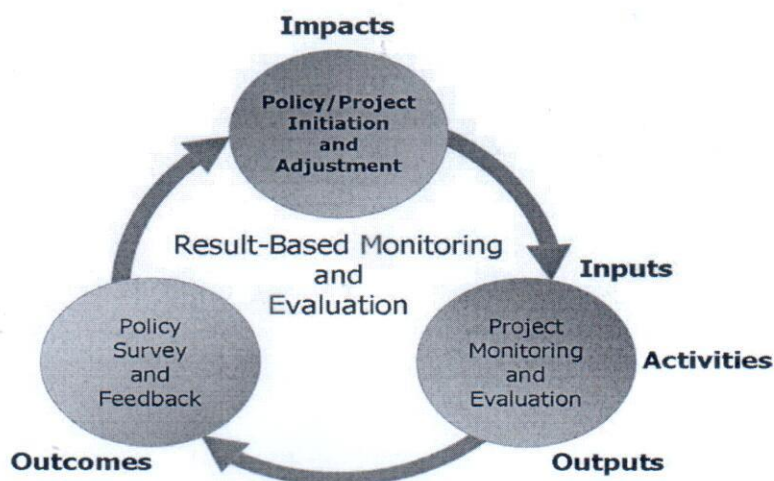 Impacts
Policy/Project
Initiation
and
Adjustment
Result-Based Monitoring
and
Evaluation
Inputs
Project
Monitoring
and
Evaluation
Activities
Outputs
Policy
Survey
and
Feedback
Outcomes